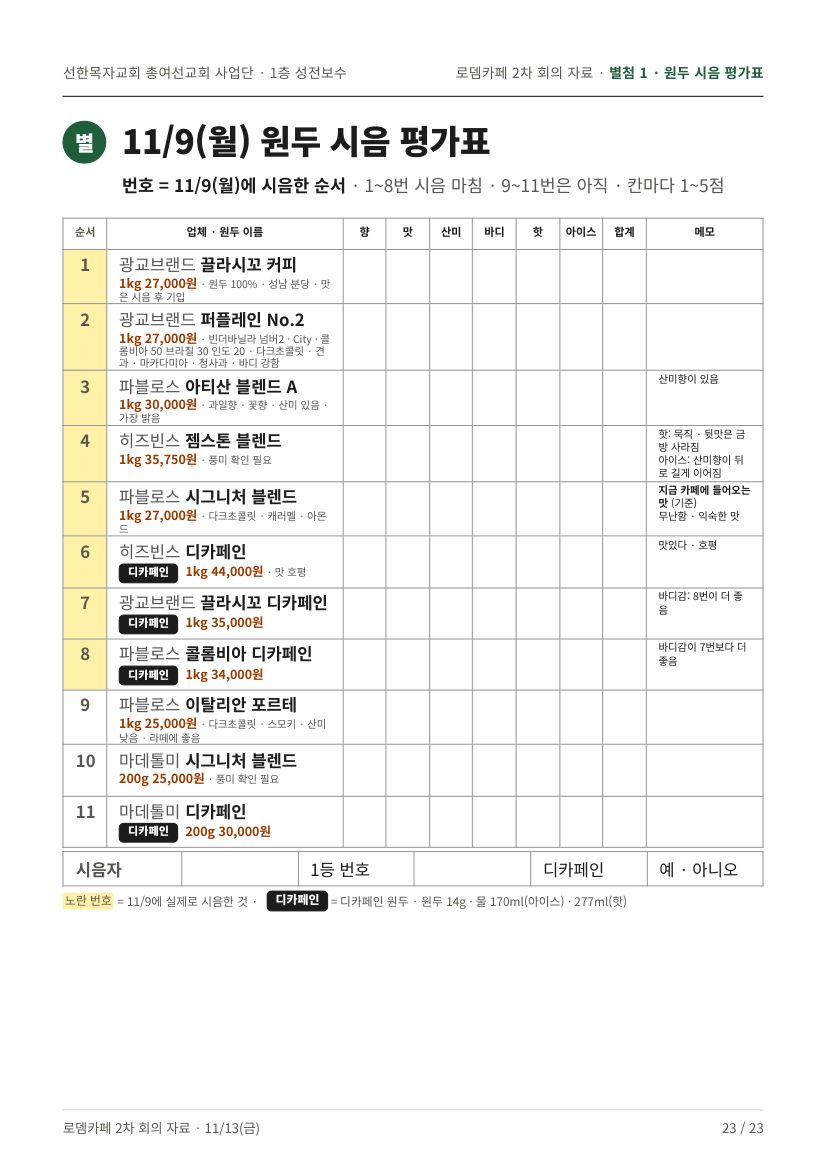 선한목자교회 총여선교회 사업단 · 1층 성전보수
로뎀카페 2차 회의 자료 · 별첨 1 · 원두 시음 평가표
별
11/9(월) 원두 시음 평가표
번호 = 11/9(월)에 시음한 순서 · 1~8번 시음 마침 · 9~11번은 아직 · 칸마다 1~5점
순서 업체 · 원두 이름 향 맛 산미 바디 핫 아이스 합계 메모
1 광교브랜드 끌라시꼬 커피
1kg 27,000원 · 원두 100% · 성남 분당 · 맛
은 시음 후 기입
2 광교브랜드 퍼플레인 No.2
1kg 27,000원 · 빈더바닐라 넘버2 · City · 콜
롬비아 50 브라질 30 인도 20 · 다크초콜릿 · 견
과 · 마카다미아 · 청사과 · 바디 강함
3 파블로스 아티산 블렌드 A
1kg 30,000원 · 과일향 · 꽃향 · 산미 있음 ·
가장 밝음
산미향이 있음
4 히즈빈스 젬스톤 블렌드
1kg 35,750원 · 풍미 확인 필요
핫: 묵직 · 뒷맛은 금
방 사라짐
아이스: 산미향이 뒤
로 길게 이어짐
5 파블로스 시그니처 블렌드
1kg 27,000원 · 다크초콜릿 · 캐러멜 · 아몬
드
지금 카페에 들어오는
맛 (기준)
무난함 · 익숙한 맛
6 히즈빈스 디카페인
디카페인 1kg 44,000원 · 맛 호평
맛있다 · 호평
7 광교브랜드 끌라시꼬 디카페인
디카페인 1kg 35,000원
바디감: 8번이 더 좋
음
8 파블로스 콜롬비아 디카페인
디카페인 1kg 34,000원
바디감이 7번보다 더
좋음
9 파블로스 이탈리안 포르테
1kg 25,000원 · 다크초콜릿 · 스모키 · 산미
낮음 · 라떼에 좋음
10 마데톨미 시그니처 블렌드
200g 25,000원 · 풍미 확인 필요
11 마데톨미 디카페인
디카페인 200g 30,000원
시음자 1등 번호 디카페인 예 · 아니오
노란 번호 = 11/9에 실제로 시음한 것 · 디카페인 = 디카페인 원두 · 원두 14g · 물 170ml(아이스) · 277ml(핫)
로뎀카페 2차 회의 자료 · 11/13(금)
23 / 23